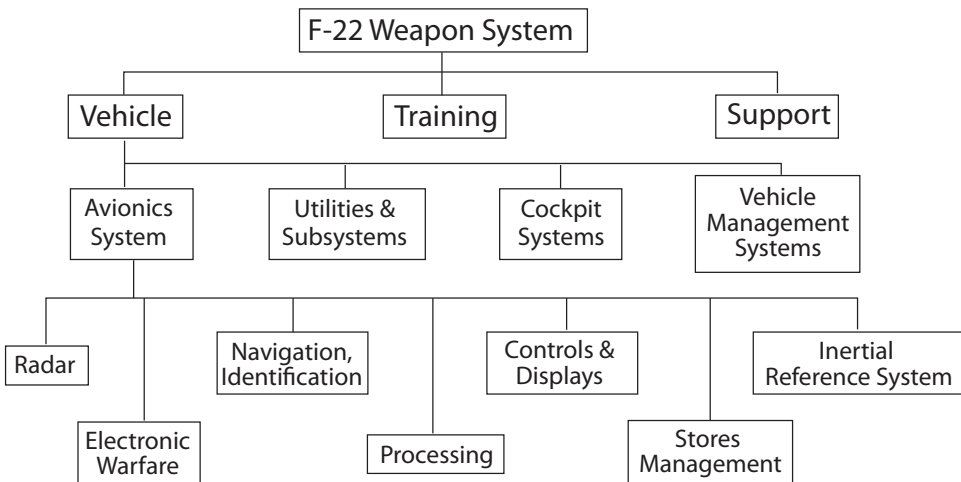 F-22 Weapon System
Vehicle
Training
Support
Avionics
System
Utilities &
Subsystems
Cockpit
Systems
Vehicle
Management
Systems
Radar
Navigation,
Identification
Controls &
Displays
Inertial
Reference System
Electronic
Warfare
Processing
Stores
Management